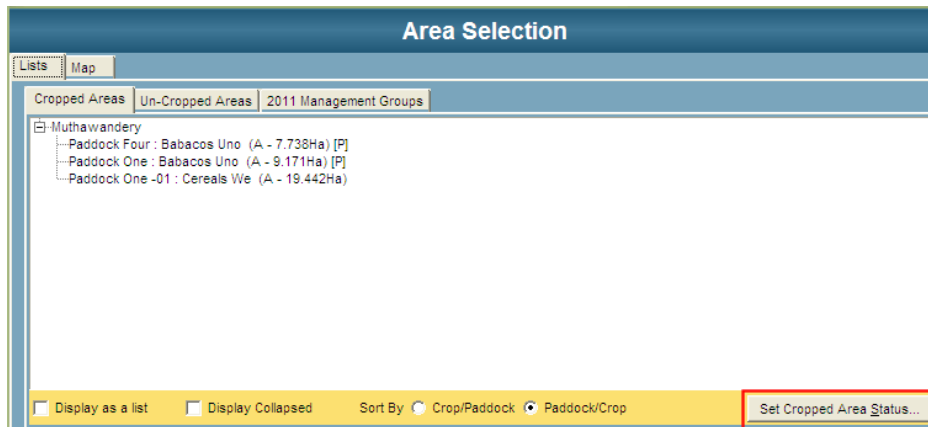 Area Selection
Lists Map
Cropped Areas Un-Cropped Areas 2011 Management Groups
Muthawandery
Paddock Four : Babacos Uno (A - 7.738Ha) [P]
Paddock One : Babacos Uno (A - 9.171Ha) [P]
Paddock One -01 : Cereals We (A - 19.442Ha)
Display as a list Display Collapsed Sort By Crop/Paddock Paddock/Crop Set Cropped Area Status...